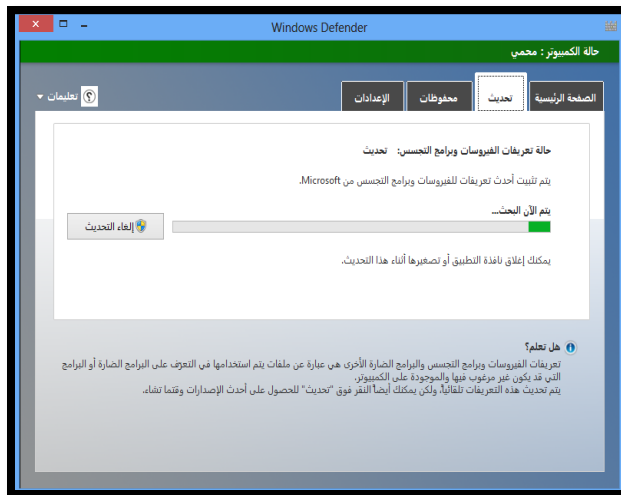 Windows Defender
حالة الكمبيوتر : محمي
الصفحة الرئيسية
تحديث
محفوظات
الإعدادات
تعليمات
حالة تعريفات الفيروسات وبرامج التجسس: تحديث
يتم تثبيت أحدث تعريفات للفيروسات وبرامج التجسس من Microsoft.
يتم الآن البحث...
إلغاء التحديث
يمكنك إغلاق نافذة التطبيق أو تصغيرها أثناء هذا التحديث.
هل تعلم؟
تعريفات الفيروسات وبرامج التجسس والبرامج الضارة الأخرى هي عبارة عن ملفات يتم استخدامها في التعرف على البرامج الضارة أو البرامج
التي قد يكون غير مرغوب فيها والموجودة على الكمبيوتر.
يتم تحديث هذه التعريفات تلقائياً، ولكن يمكنك أيضاً النقر فوق "تحديث" للحصول على أحدث الإصدارات وقتما تشاء.